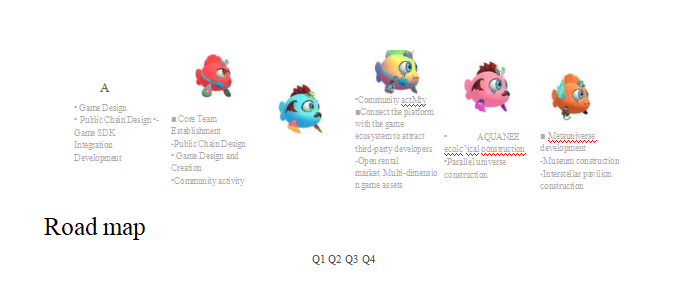 A
• Game Design
• Public Chain Design•-
Game SDK
Integration
Development
■Core Team
Establishment
-Public Chain Design
• Game Design and
Creation
•Community activity
•Community actMty
■Connect the platform
with the game
ecosystem to attract
third-party developers
-Open rental
market Multi-dimensio
n game assets
• AQUANEE
ecolc"ical oonstruction
•Parallel universe
construction
■ Metauniverse
development
-Museum construction
-Interstellar pavilion
construction
Road map
Q1 Q2 Q3 Q4